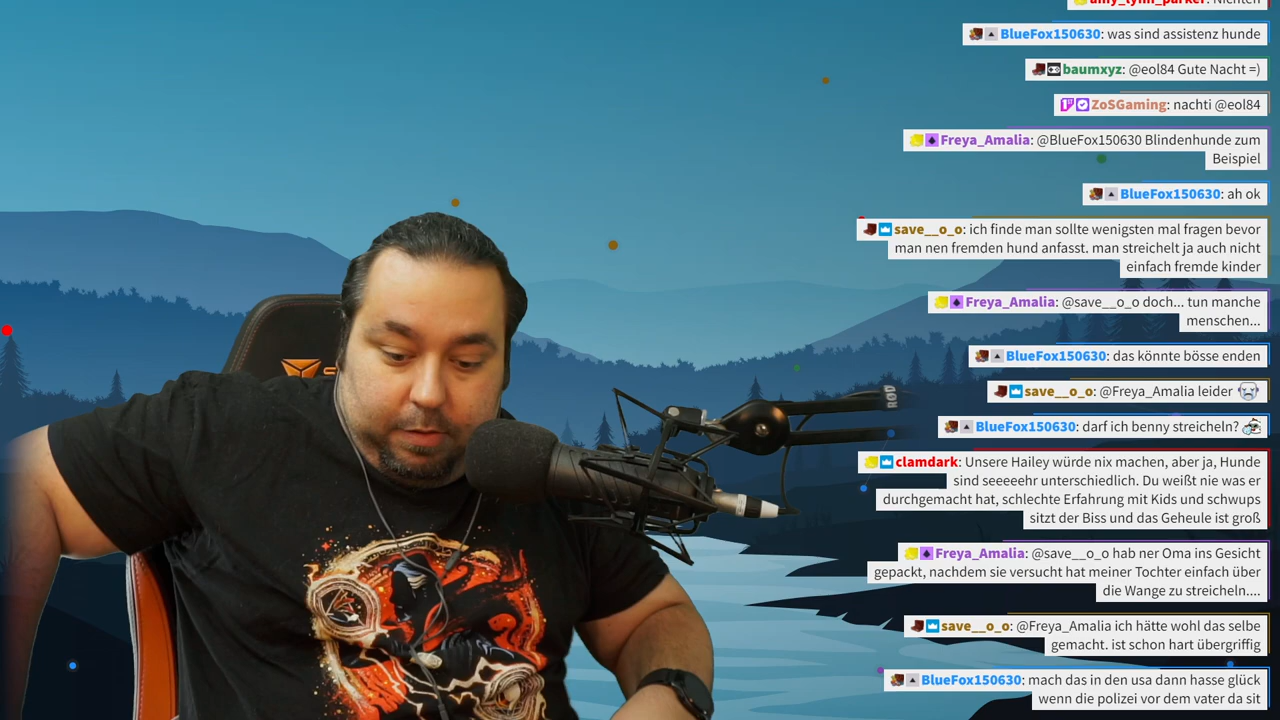 amy_lynn_parker: Nichten
BlueFox150630: was sind assistenz hunde
baumxyz: @eol84 Gute Nacht =)
ZoSGaming: nachti @eol84
Freya_Amalia: @BlueFox150630 Blindenhunde zum
Beispiel
BlueFox150630: ah ok
save__o_o: ich finde man sollte wenigsten mal fragen bevor
man nen fremden hund anfasst. man streichelt ja auch nicht
einfach fremde kinder
Freya_Amalia: @save__o_o doch... tun manche
menschen...
BlueFox150630: das könnte bösse enden
save__o_o: @Freya_Amalia leider
BlueFox150630: darf ich benny streicheln?
clamdark: Unsere Hailey würde nix machen, aber ja, Hunde
sind seeeeehr unterschiedlich. Du weißt nie was er
durchgemacht hat, schlechte Erfahrung mit Kids und schwups
sitzt der Biss und das Geheule ist groß
Freya_Amalia: @save__o_o hab ner Oma ins Gesicht
gepackt, nachdem sie versucht hat meiner Tochter einfach über
die Wange zu streicheln....
save__o_o: @Freya_Amalia ich hätte wohl das selbe
gemacht. ist schon hart übergriffig
BlueFox150630: mach das in den usa dann hasse glück
wenn die polizei vor dem vater da sit